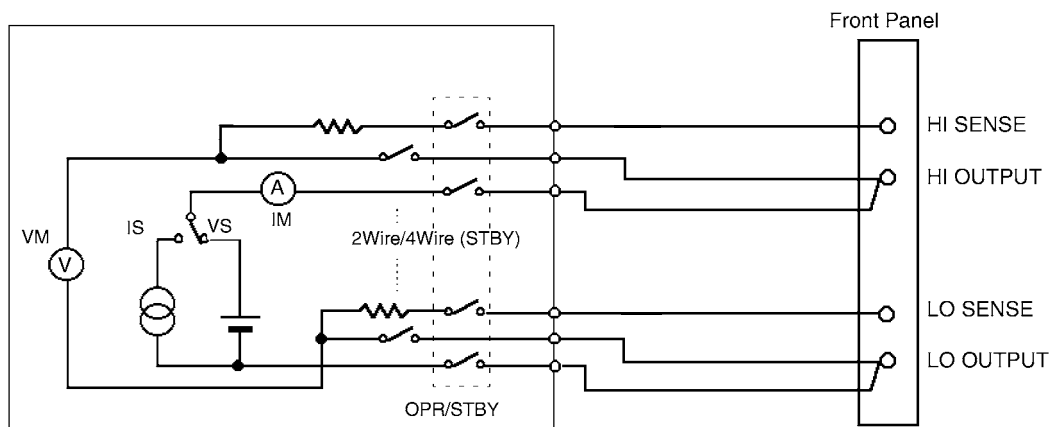 Front Panel
HI SENSE
HI OUTPUT
A
IM
IS
VS
VM
V
2Wire/4Wire (STBY)
LO SENSE
LO OUTPUT
OPR/STBY